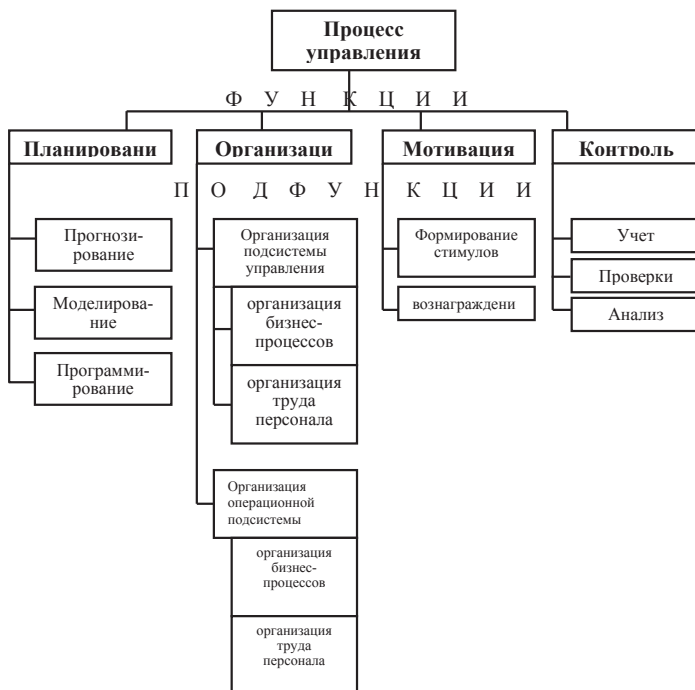 Процесс
управления
Ф У Н К Ц И И
Планировани
Организаци
Мотивация
Контроль
П О Д Ф У Н К Ц И И
Прогнози-
рование
Моделирова-
ние
Программи-
рование
Организация
подсистемы
управления
организация
бизнес-
процессов
организация
труда
персонала
Организация
операционной
подсистемы
организация
бизнес-
процессов
организация
труда
персонала
Формирование
стимулов
вознаграждени
Учет
Проверки
Анализ